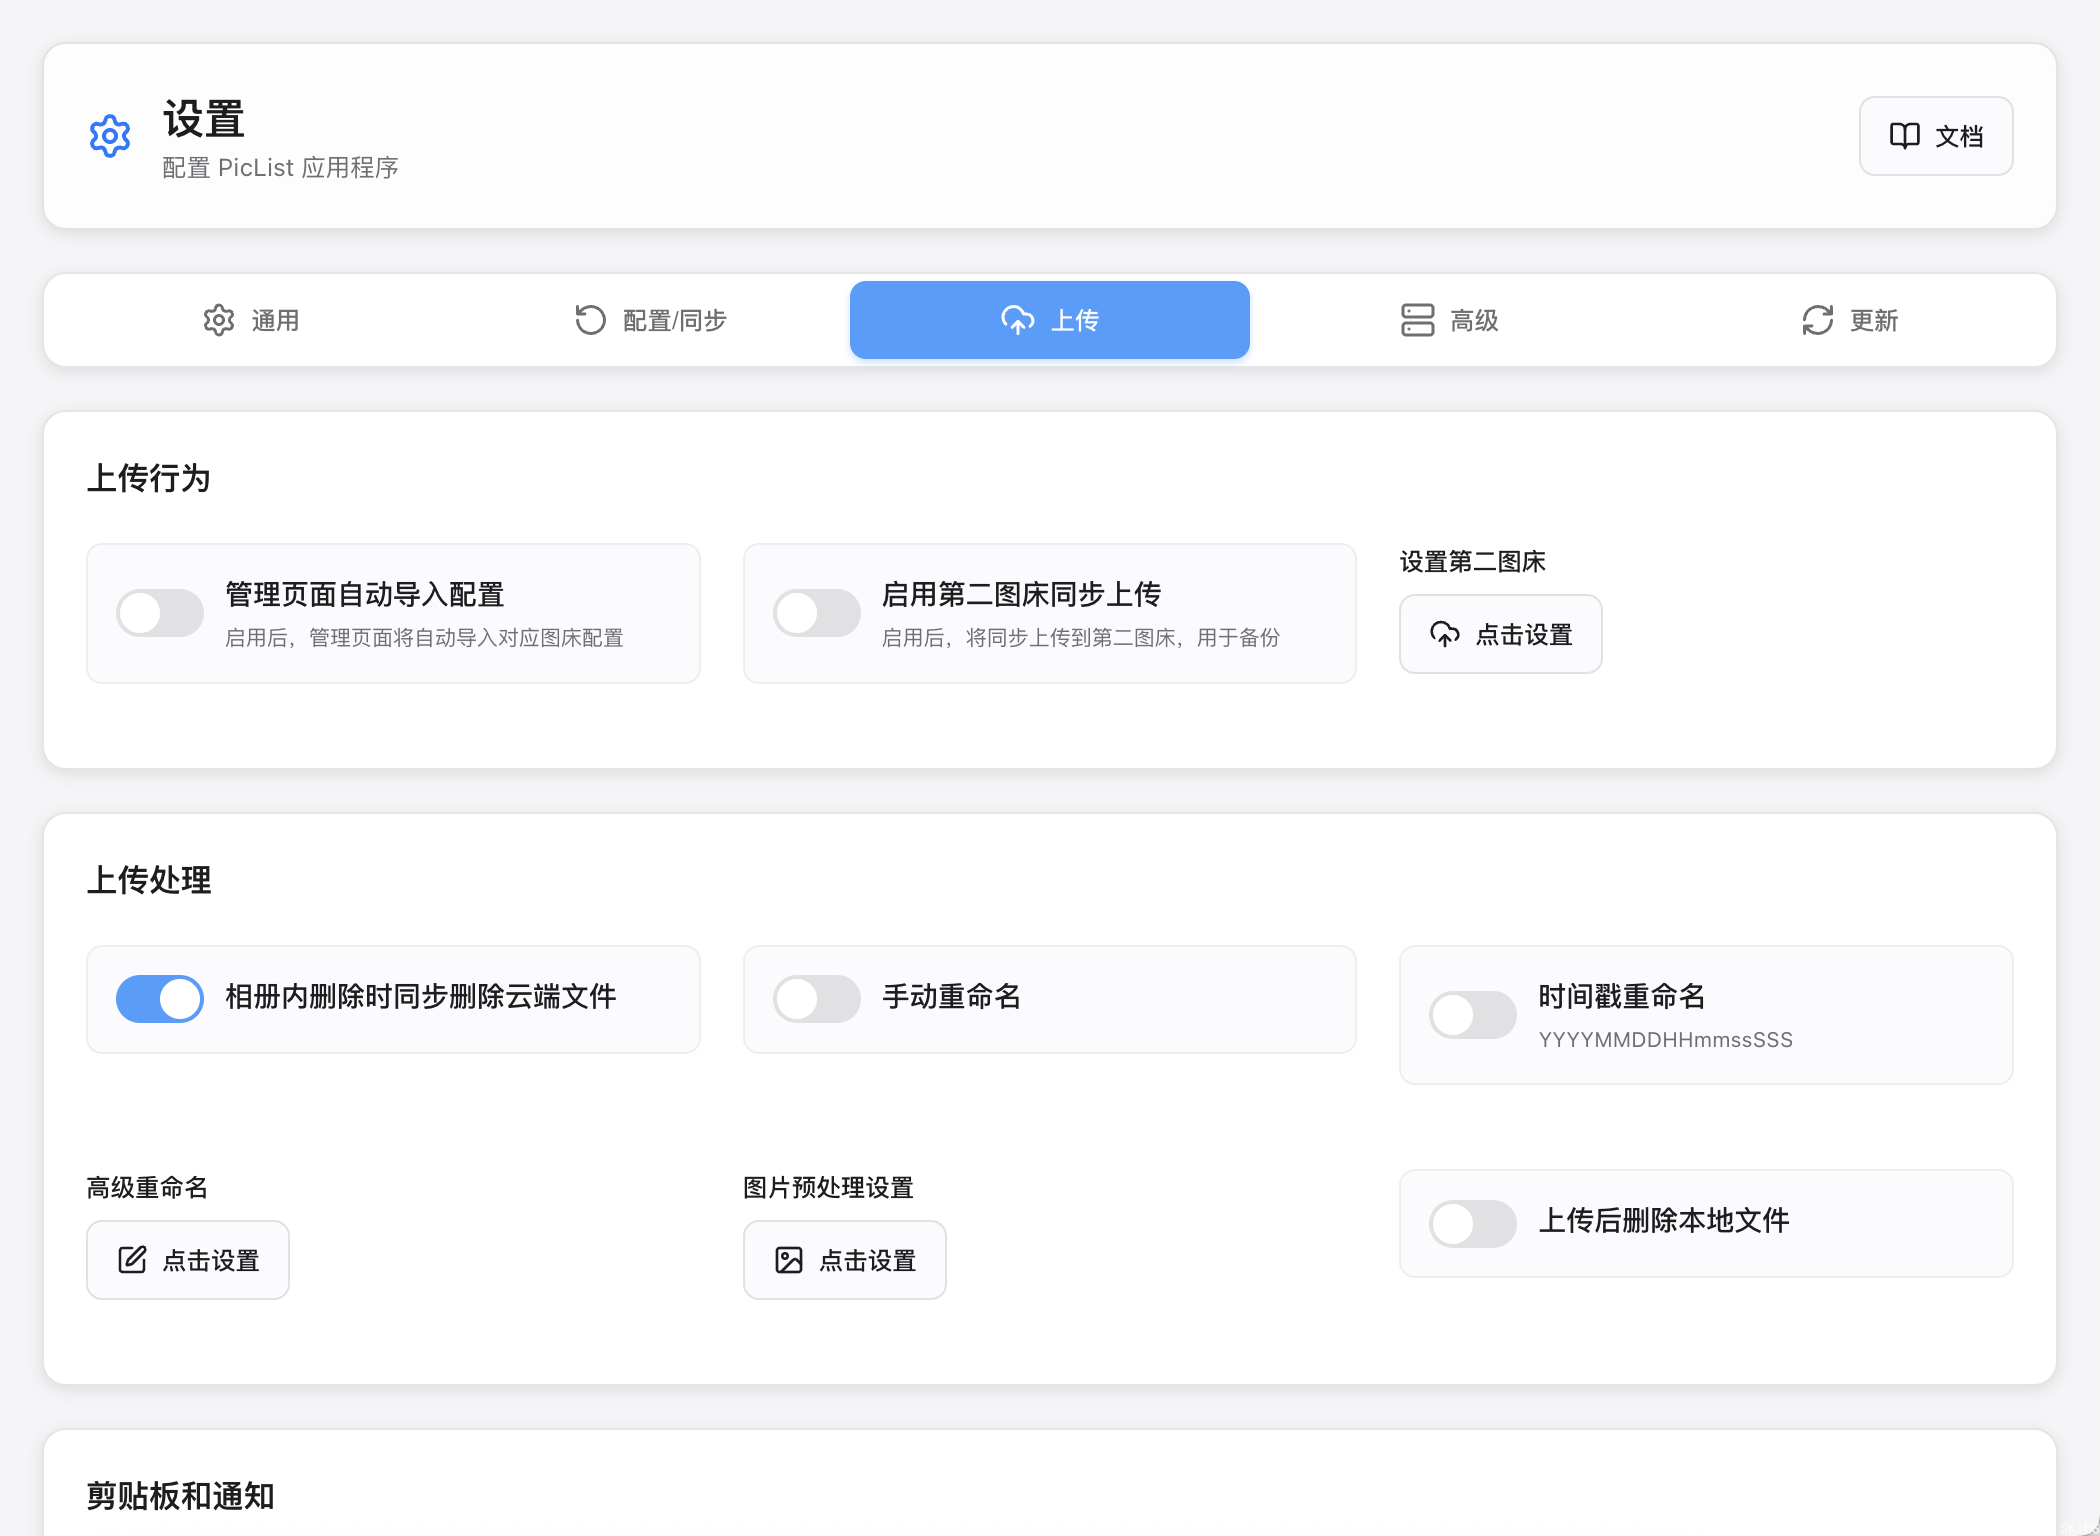 设置
配置 PicList 应用程序
文档
通用
配置/同步
上传
高级
更新
上传行为
管理页面自动导入配置
启用后，管理页面将自动导入对应图床配置
启用第二图床同步上传
启用后，将同步上传到第二图床，用于备份
设置第二图床
点击设置
上传处理
相册内删除时同步删除云端文件
手动重命名
时间戳重命名
YYYYMMDDHHmmssSSS
高级重命名
点击设置
图片预处理设置
点击设置
上传后删除本地文件
剪贴板和通知